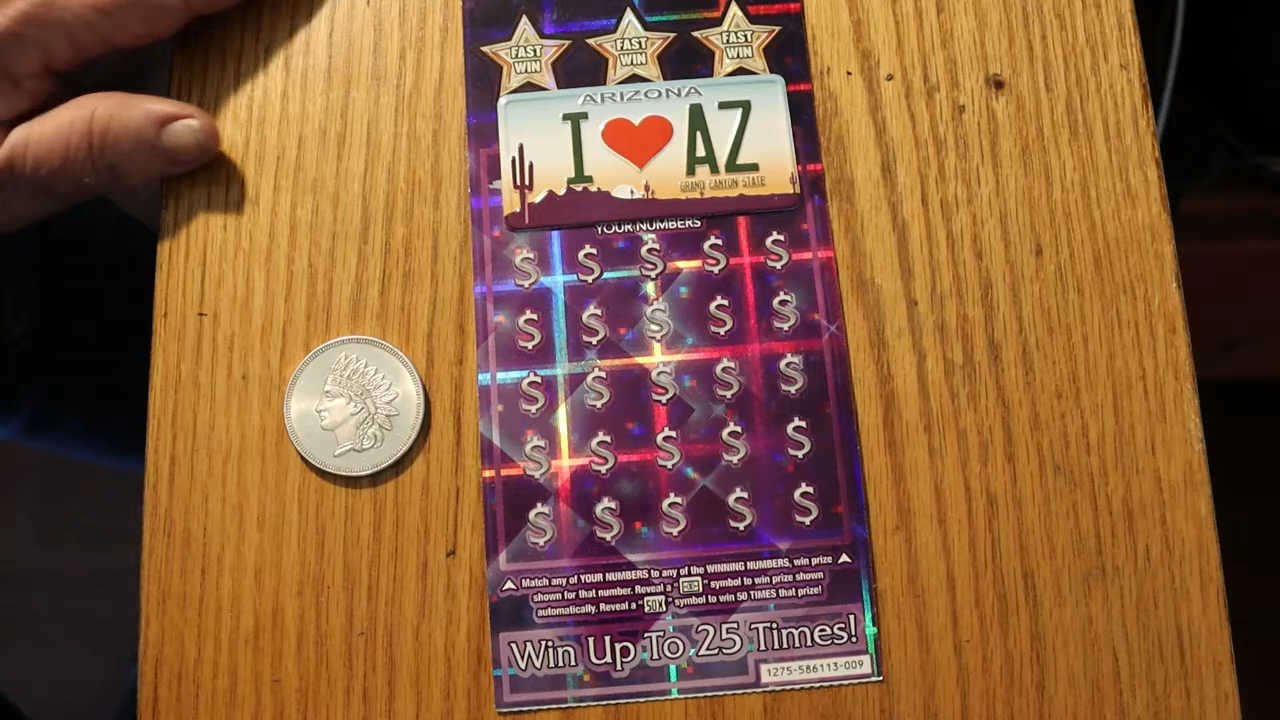 FAST WIN
FAST WIN
FAST WIN
ARIZONA
I ❤ AZ
GRAND CANYON STATE
YOUR NUMBERS
$ $ $ $ $
$ $ $ $ $
$ $ $ $ $
$ $ $ $ $
$ $ $ $ $
Match any of YOUR NUMBERS to any of the WINNING NUMBERS, win prize
shown for that number. Reveal a " " symbol to win prize shown
automatically. Reveal a "50X" symbol to win 50 TIMES that prize!
Win Up To 25 Times!
1275-586113-009